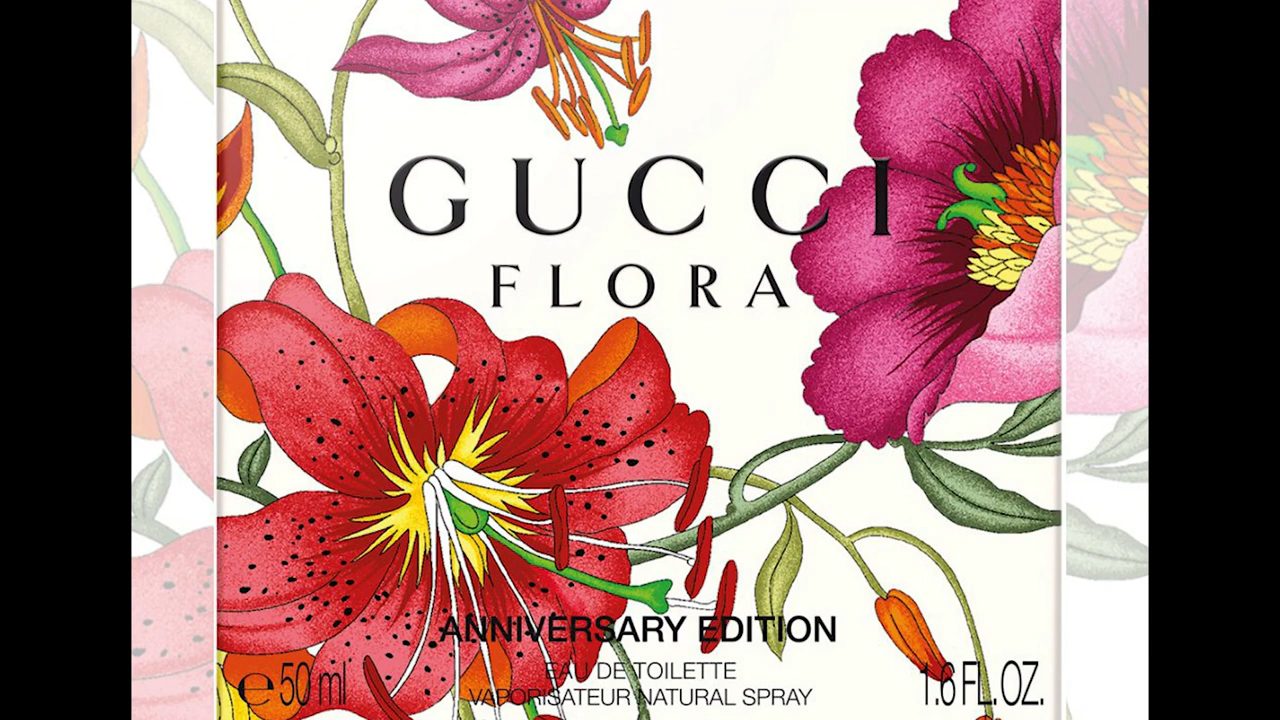 GUCCI
FLORA
ANNIVERSARY EDITION
EAU DE TOILETTE
VAPORISATEUR NATURAL SPRAY
℮ 50 ml
1.6 FL.OZ.